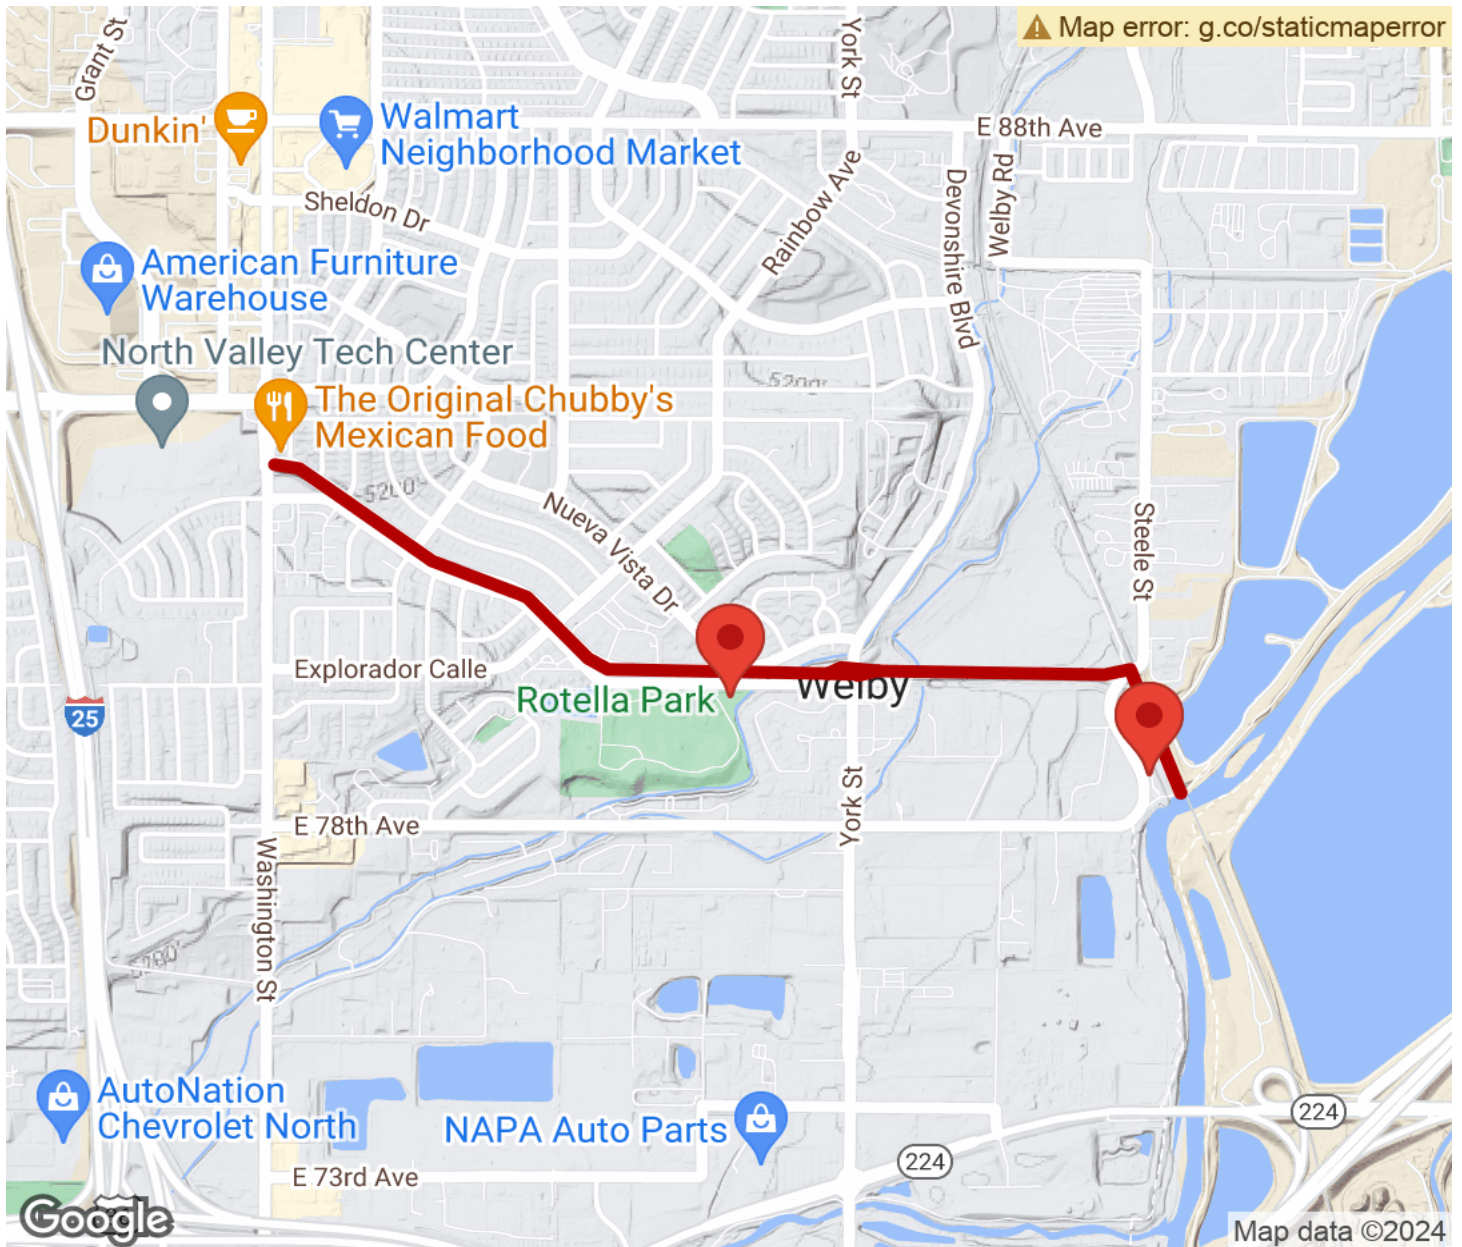 Grant St
York St
Map error: g.co/staticmaperror
Dunkin'
Walmart
Neighborhood Market
E 88th Ave
Sheldon Dr
Rainbow Ave
Devonshire Blvd
Welby Rd
American Furniture
Warehouse
North Valley Tech Center
5200'
The Original Chubby's
Mexican Food
5200'
Nueva Vista Dr
Steele St
Explorador Calle
Rotella Park
Welby
25
York St
E 78th Ave
Washington St
AutoNation
Chevrolet North
NAPA Auto Parts
224
224
E 73rd Ave
Google
Map data ©2024